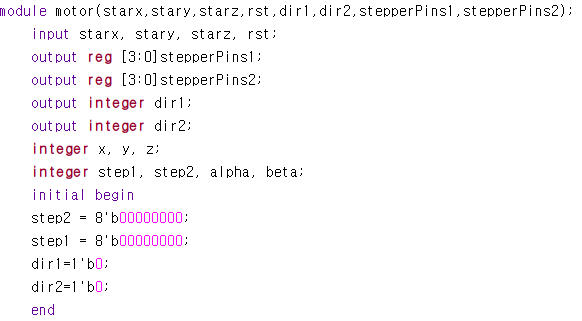 module motor(starx,stary,starz,rst,dir1,dir2,stepperPins1,stepperPins2);
input starx, stary, starz, rst;
output reg [3:0]stepperPins1;
output reg [3:0]stepperPins2;
output integer dir1;
output integer dir2;
integer x, y, z;
integer step1, step2, alpha, beta;
initial begin
step2 = 8'b00000000;
step1 = 8'b00000000;
dir1=1'b0;
dir2=1'b0;
end